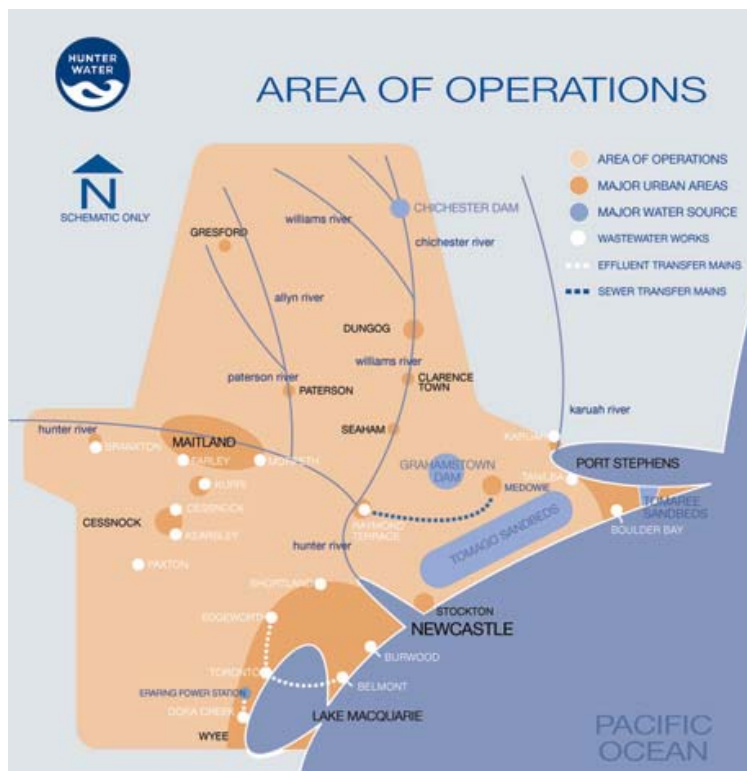 HUNTER
WATER
AREA OF OPERATIONS
N
SCHEMATIC ONLY
AREA OF OPERATIONS
MAJOR URBAN AREAS
MAJOR WATER SOURCE
WASTEWATER WORKS
EFFLUENT TRANSFER MAINS
SEWER TRANSFER MAINS
CHICHESTER DAM
williams river
chichester river
GRESFORD
allyn river
DUNGOG
williams river
paterson river
CLARENCE
TOWN
PATERSON
karuah river
hunter river
SEAHAM
KARUAH
MAITLAND
BRANXTON
FARLEY
MORPETH
GRAHAMSTOWN
DAM
PORT STEPHENS
TANILBA
KURRI
MEDOWIE
TOMAREE
SANDBEDS
CESSNOCK
CESSNOCK
RAYMOND
TERRACE
BOULDER BAY
KEARSLEY
TOMAGO SANDBEDS
hunter river
PAXTON
SHORTLAND
STOCKTON
EDGEWORTH
NEWCASTLE
BURWOOD
TORONTO
BELMONT
ERARING POWER STATION
DORA CREEK
LAKE MACQUARIE
WYEE
PACIFIC
OCEAN